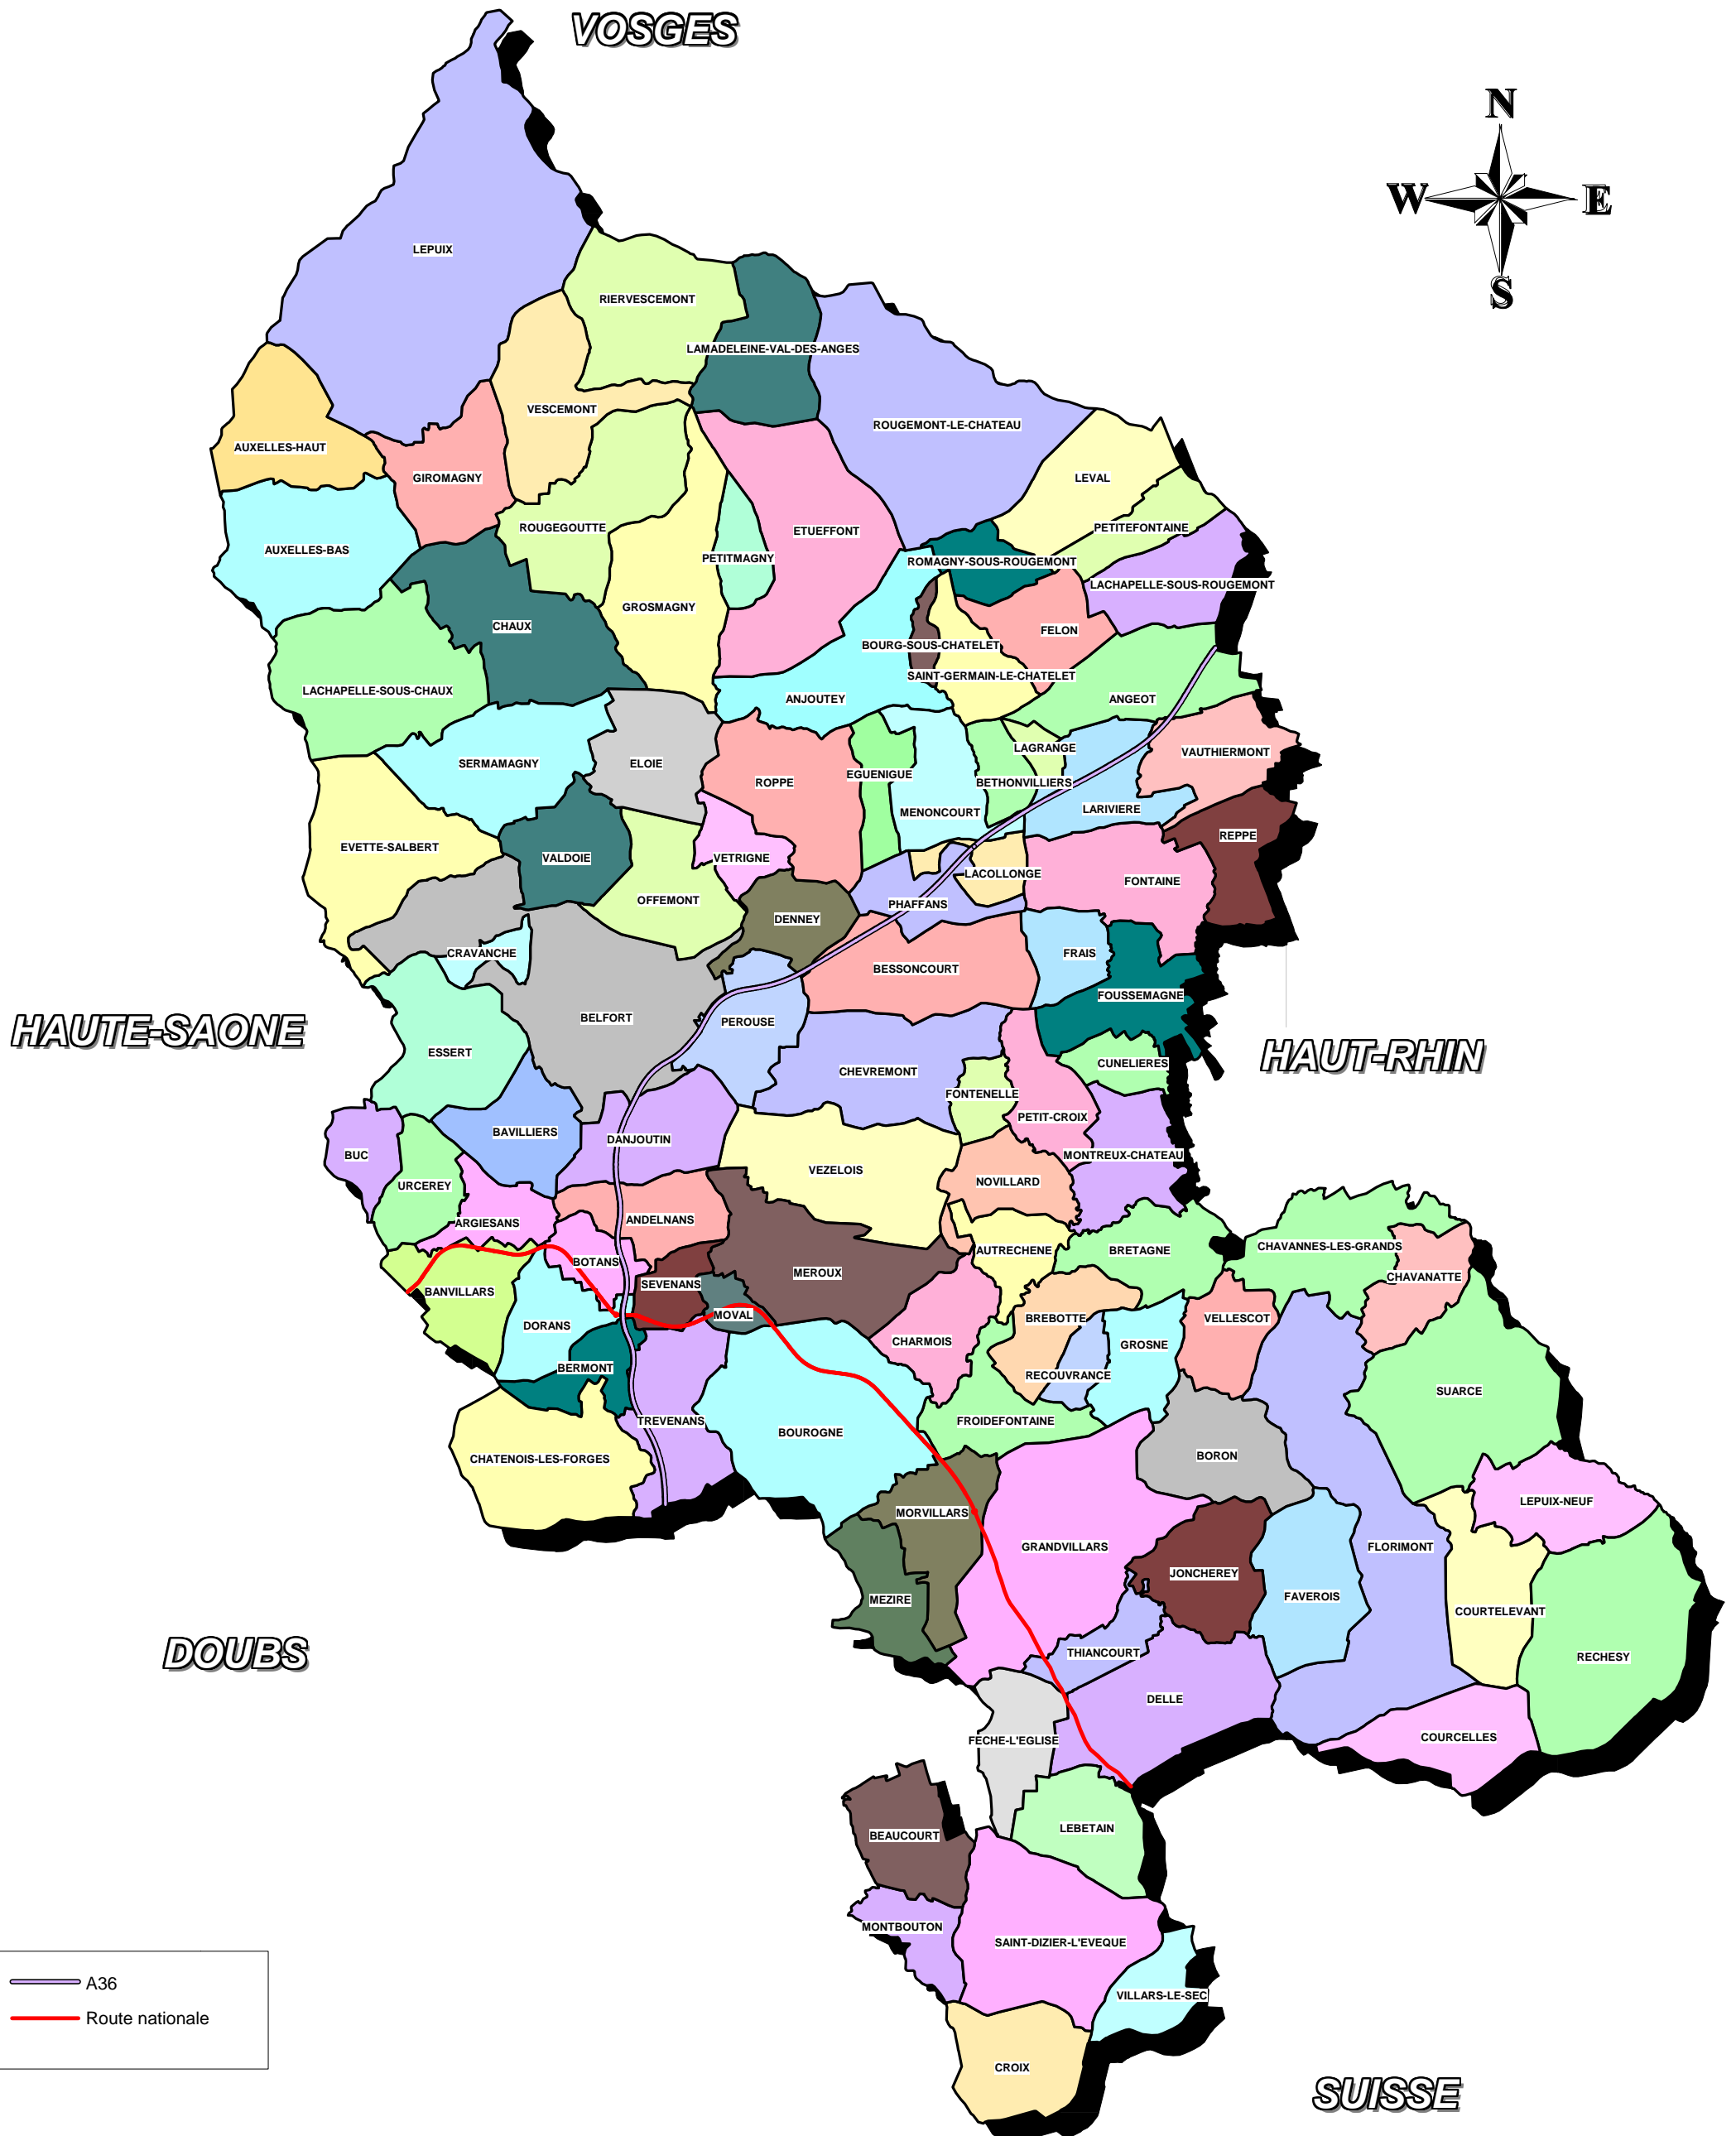 VOSGES
N
W
E
S
LEPUIX
RIERVESCEMONT
LAMADELEINE-VAL-DES-ANGES
VESCEMONT
ROUGEMONT-LE-CHATEAU
AUXELLES-HAUT
GIROMAGNY
LEVAL
ROUGEGOUTTE
ETUEFFONT
PETITEFONTAINE
AUXELLES-BAS
PETITMAGNY
ROMAGNY-SOUS-ROUGEMONT
LACHAPELLE-SOUS-ROUGEMONT
GROSMAGNY
CHAUX
FELON
BOURG-SOUS-CHATELET
SAINT-GERMAIN-LE-CHATELET
LACHAPELLE-SOUS-CHAUX
ANJOUTEY
ANGEOT
LAGRANGE
VAUTHIERMONT
SERMAMAGNY
ELOIE
ROPPE
EGUENIGUE
BETHONVILLIERS
MENONCOURT
LARIVIERE
REPPE
EVETTE-SALBERT
VALDOIE
VETRIGNE
LACOLLONGE
FONTAINE
OFFEMONT
PHAFFANS
DENNEY
CRAVANCHE
FRAIS
BESSONCOURT
FOUSSEMAGNE
BELFORT
PEROUSE
HAUTE-SAONE
HAUT-RHIN
ESSERT
CHEVREMONT
CUNELIERES
FONTENELLE
PETIT-CROIX
BAVILLIERS
DANJOUTIN
BUC
MONTREUX-CHATEAU
VEZELOIS
URCEREY
NOVILLARD
ARGIESANS
ANDELNANS
AUTRECHENE
BRETAGNE
CHAVANNES-LES-GRANDS
BOTANS
MEROUX
CHAVANATTE
SEVENANS
BANVILLARS
MOVAL
BREBOTTE
VELLESCOT
DORANS
CHARMOIS
GROSNE
BERMONT
RECOUVRANCE
SUARCE
TREVENANS
FROIDEFONTAINE
BOUROGNE
BORON
CHATENOIS-LES-FORGES
LEPUIX-NEUF
MORVILLARS
GRANDVILLARS
FLORIMONT
JONCHEREY
MEZIRE
FAVEROIS
COURTELEVANT
DOUBS
THIANCOURT
RECHESY
DELLE
FECHE-L'EGLISE
COURCELLES
LEBETAIN
BEAUCOURT
MONTBOUTON
SAINT-DIZIER-L'EVEQUE
A36
VILLARS-LE-SEC
Route nationale
CROIX
SUISSE